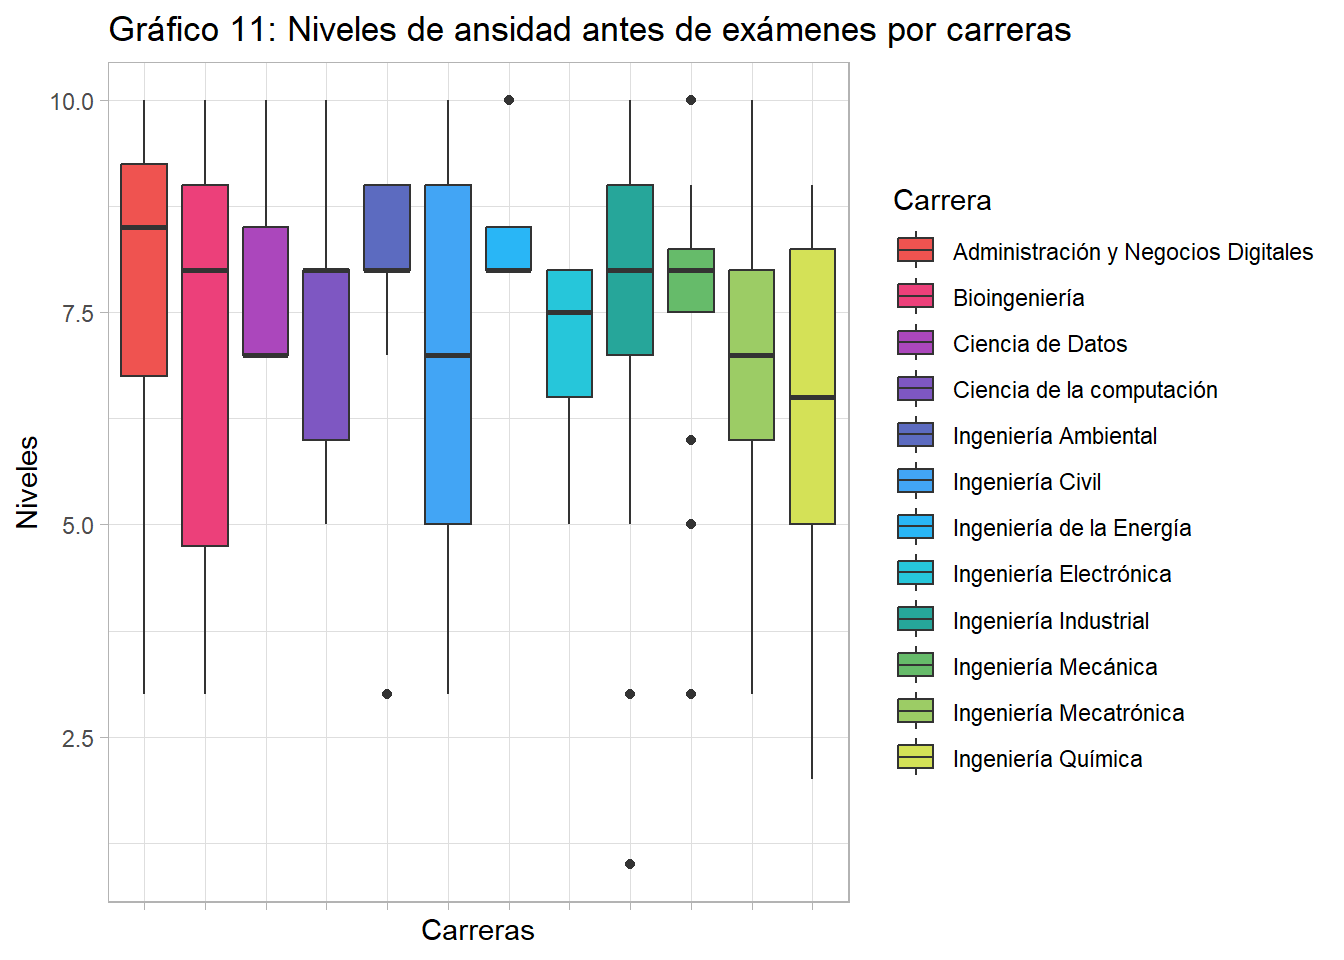 Gráfico 11: Niveles de ansidad antes de exámenes por carreras
10.0
7.5
5.0
2.5
Niveles
Carreras
Carrera
Administración y Negocios Digitales
Bioingeniería
Ciencia de Datos
Ciencia de la computación
Ingeniería Ambiental
Ingeniería Civil
Ingeniería de la Energía
Ingeniería Electrónica
Ingeniería Industrial
Ingeniería Mecánica
Ingeniería Mecatrónica
Ingeniería Química